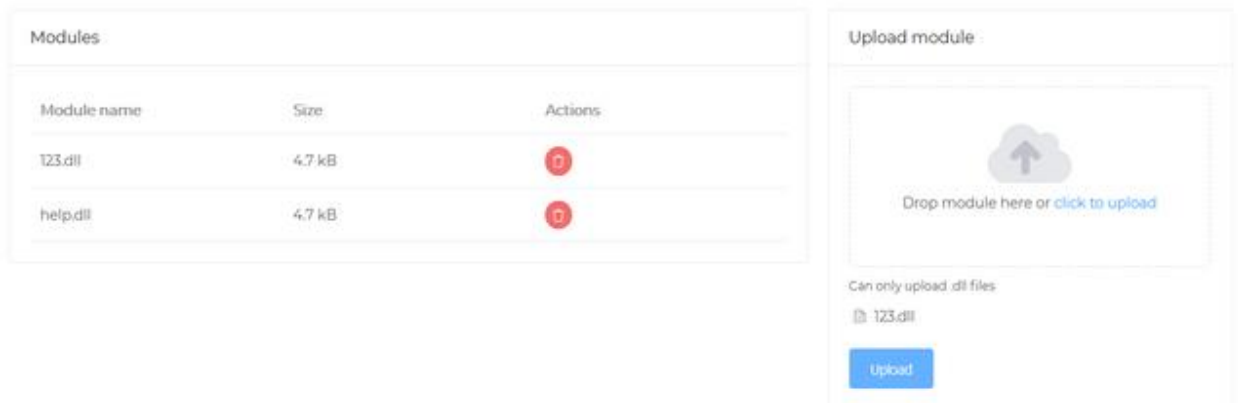 Modules
Module name Size Actions
123.dll 4.7 kB
help.dll 4.7 kB
Upload module
Drop module here or click to upload
Can only upload .dll files
123.dll
Upload